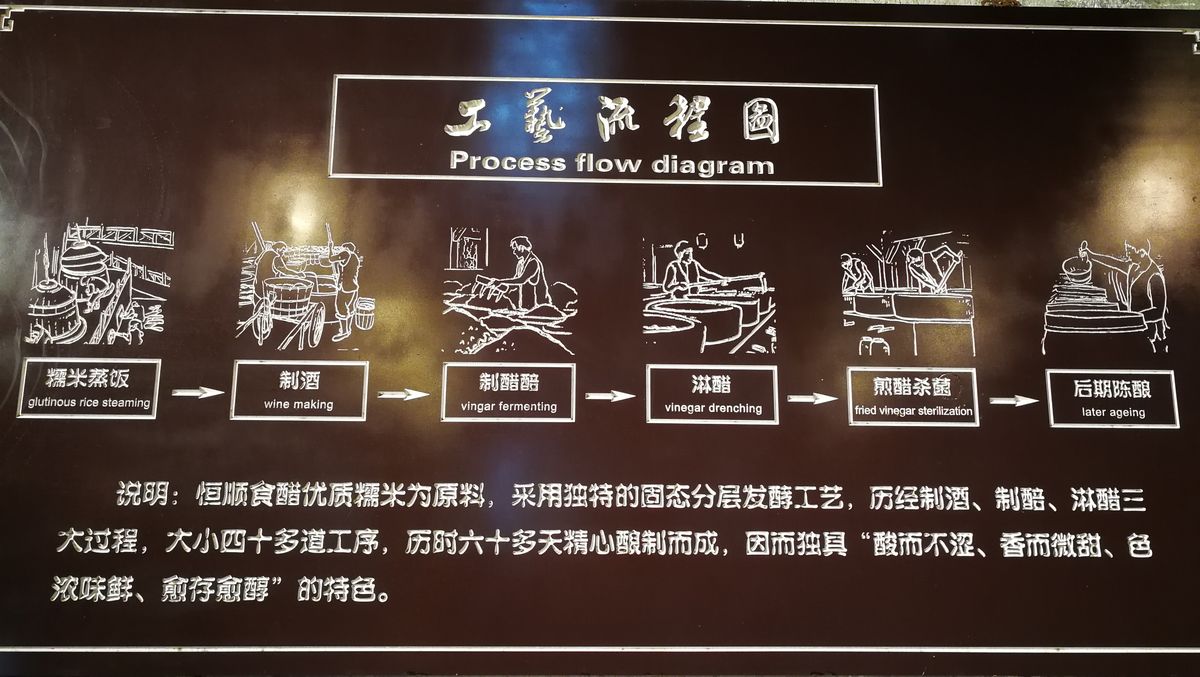 工藝流程圖
Process flow diagram
糯米蒸饭
glutinous rice steaming
制酒
wine making
制醋醅
vingar fermenting
淋醋
vinegar drenching
煎醋杀菌
fried vinegar sterilization
后期陈酿
later ageing
说明：恒顺食醋优质糯米为原料，采用独特的固态分层发酵工艺，历经制酒、制醅、淋醋三
大过程，大小四十多道工序，历时六十多天精心酿制而成，因而独具“酸而不涩、香而微甜、色
浓味鲜、愈存愈醇”的特色。